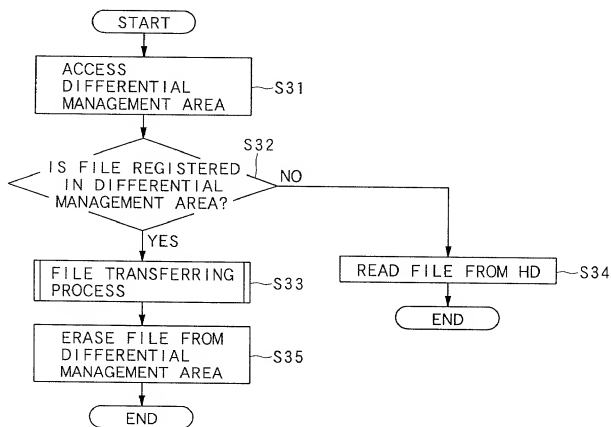 START
ACCESS
DIFFERENTIAL
MANAGEMENT AREA
S31
S32
IS FILE REGISTERED
IN DIFFERENTIAL
MANAGEMENT AREA?
NO
YES
FILE TRANSFERRING
PROCESS
S33
READ FILE FROM HD
S34
END
ERASE FILE FROM
DIFFERENTIAL
MANAGEMENT AREA
S35
END